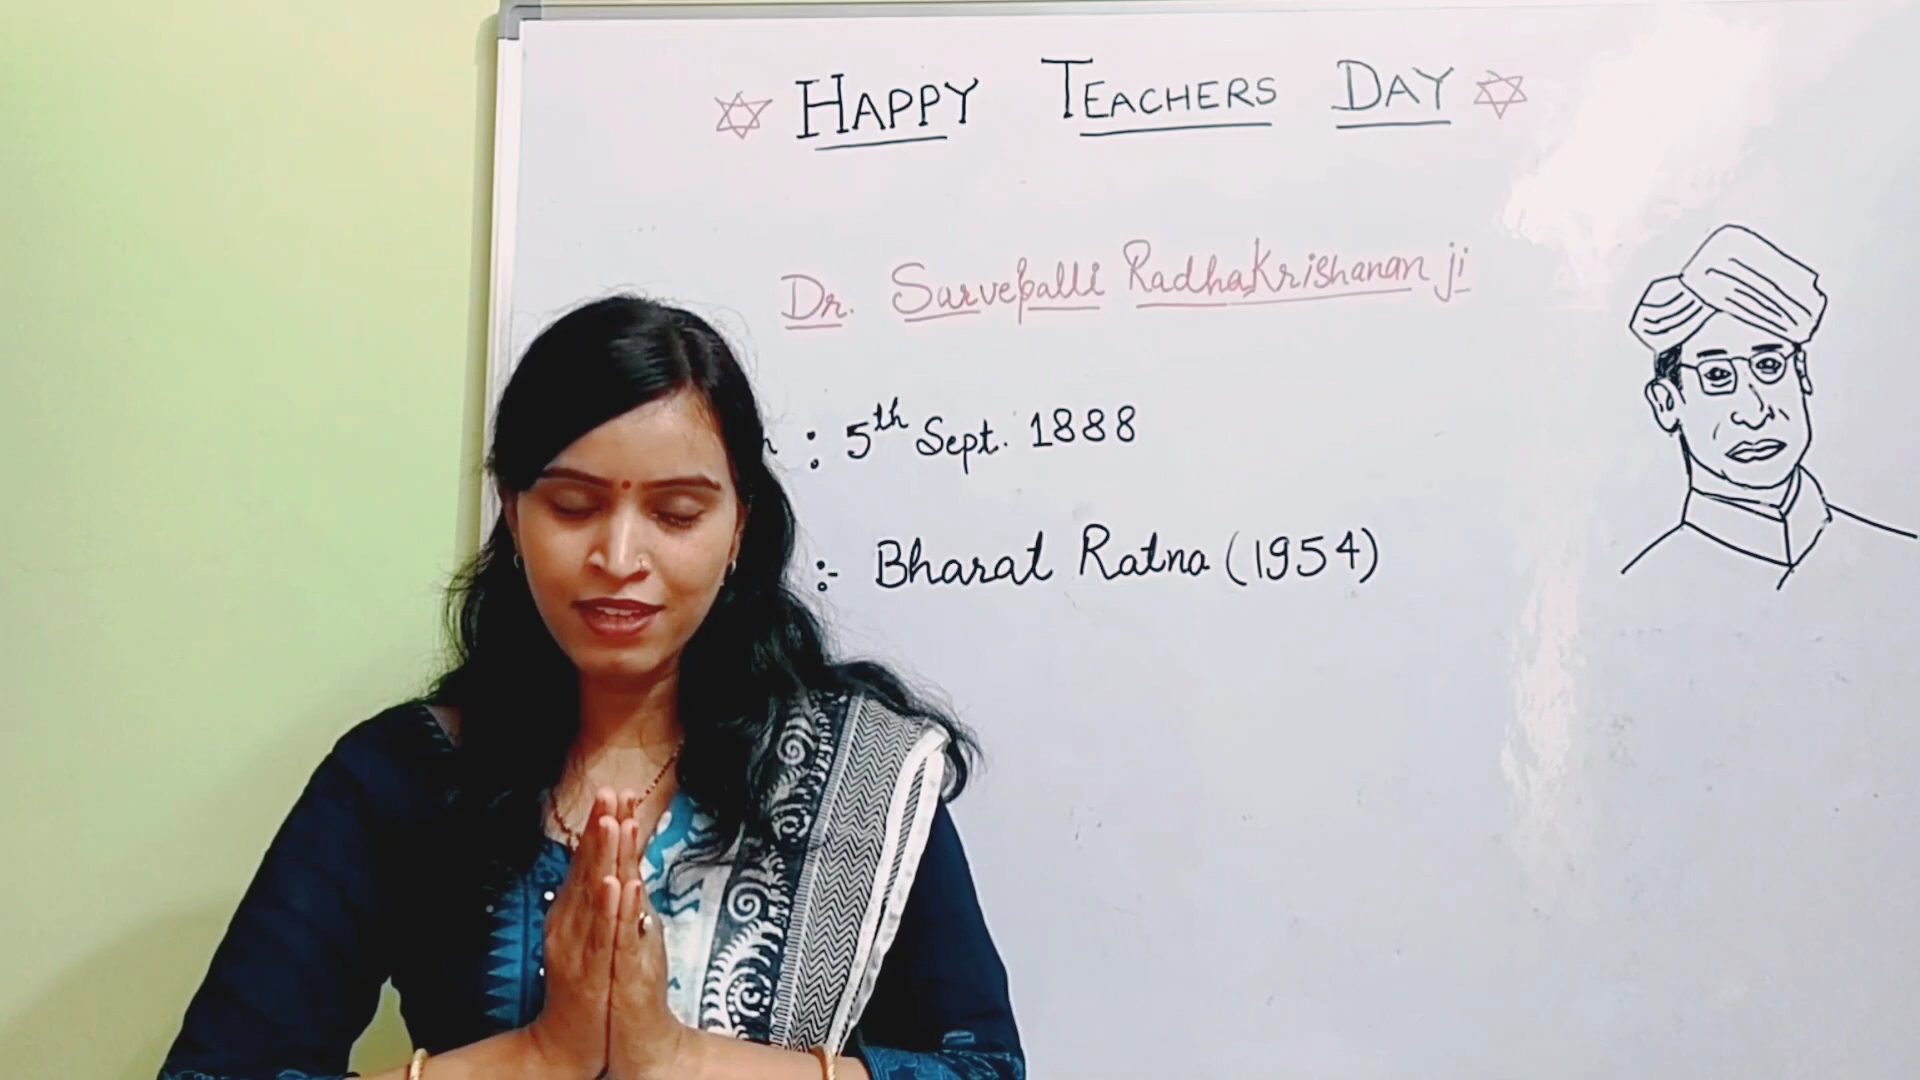 HAPPY TEACHERS DAY
Dr. Sarvepalli RadhaKrishanan ji
: 5th Sept. 1888
:- Bharat Ratna (1954)